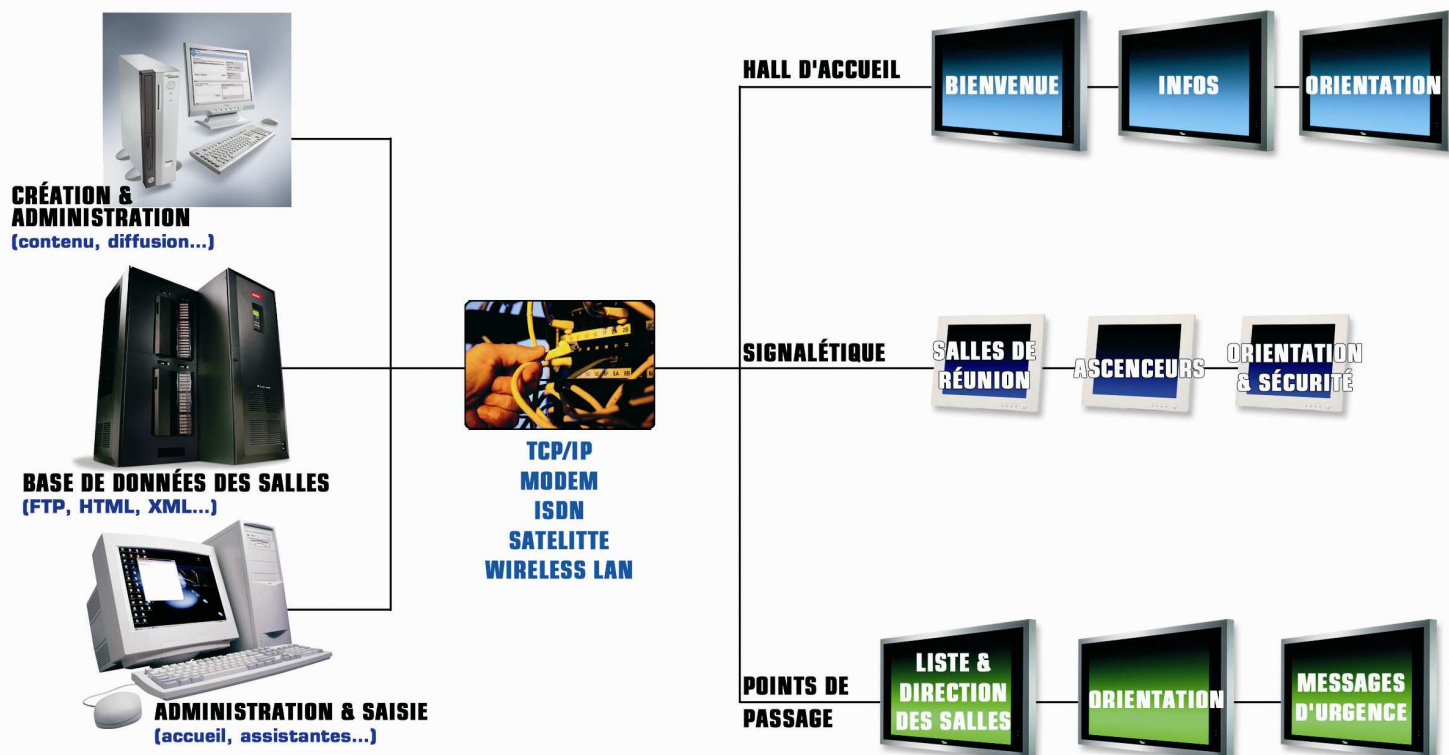 CRÉATION &
ADMINISTRATION
(contenu, diffusion...)
BASE DE DONNÉES DES SALLES
(FTP, HTML, XML...)
ADMINISTRATION & SAISIE
(accueil, assistantes...)
TCP/IP
MODEM
ISDN
SATELITTE
WIRELESS LAN
HALL D'ACCUEIL
BIENVENUE
INFOS
ORIENTATION
SIGNALÉTIQUE
SALLES DE
RÉUNION
ASCENCEURS
ORIENTATION
& SÉCURITÉ
POINTS DE
PASSAGE
LISTE &
DIRECTION
DES SALLES
ORIENTATION
MESSAGES
D'URGENCE